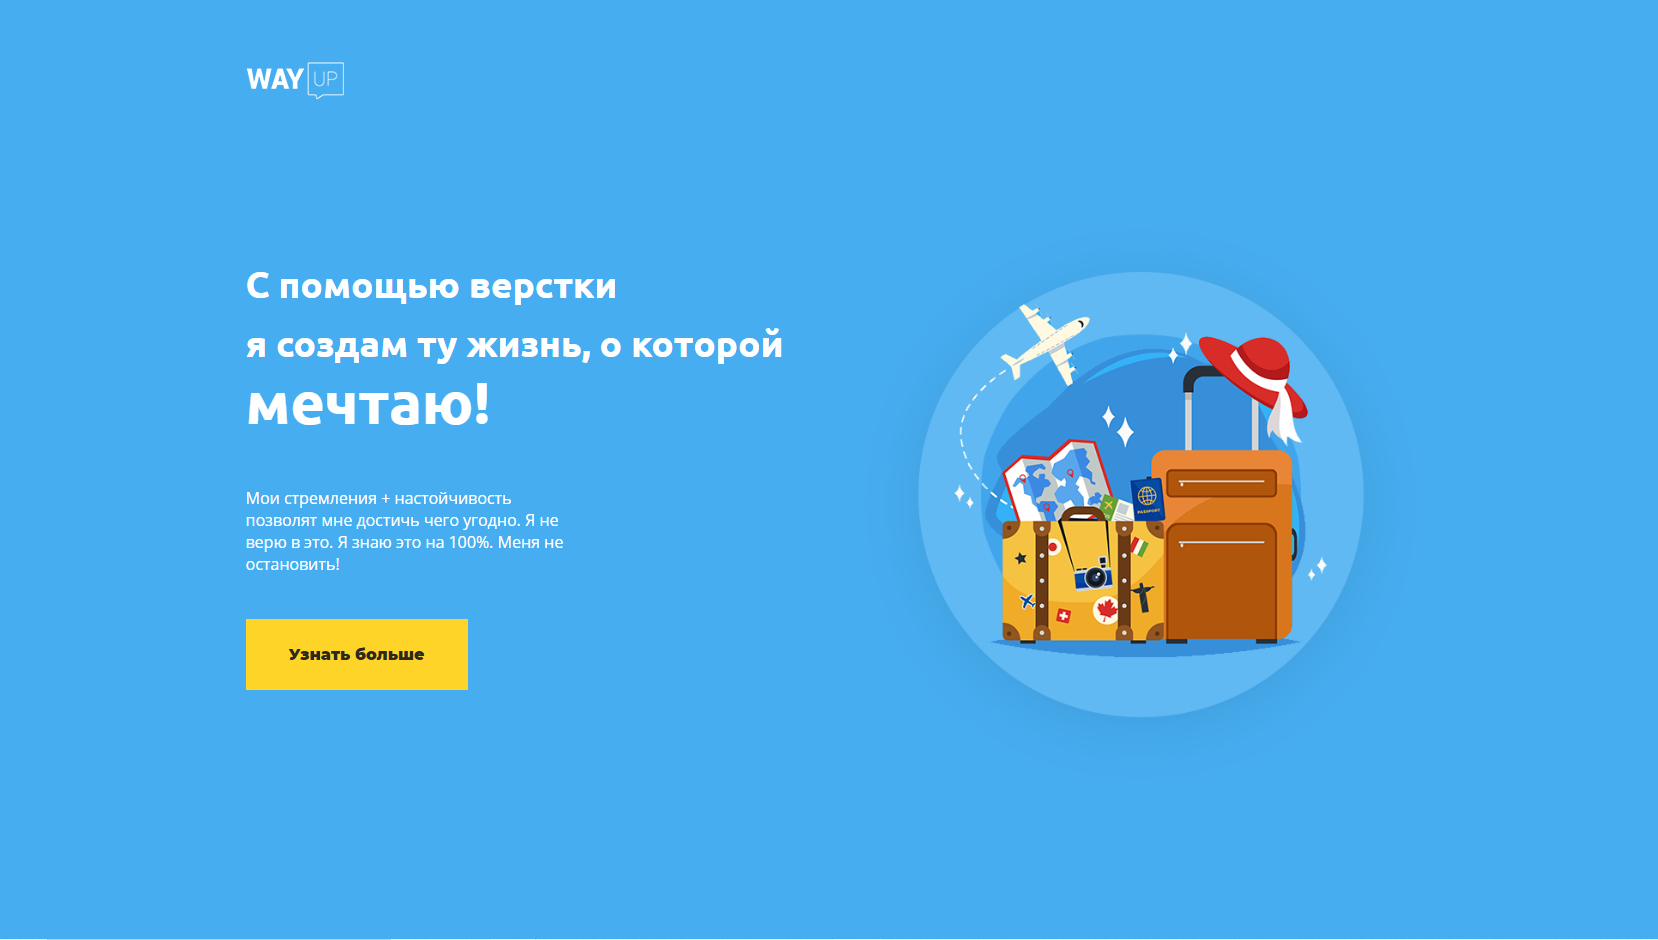 WAY UP
С помощью верстки
я создам ту жизнь, о которой
мечтаю!
Мои стремления + настойчивость
позволят мне достичь чего угодно. Я не
верю в это. Я знаю это на 100%. Меня не
остановить!
Узнать больше
PASSPORT